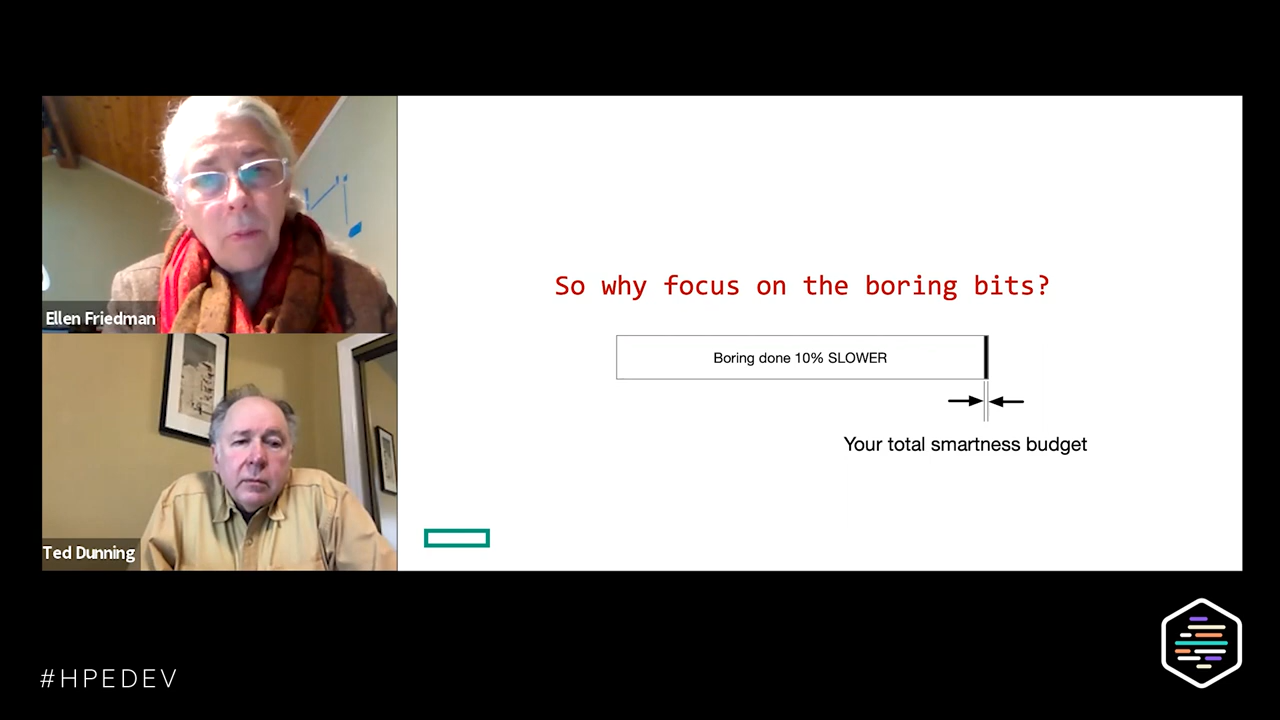 Ellen Friedman
Ted Dunning
So why focus on the boring bits?
Boring done 10% SLOWER
Your total smartness budget
#HPEDEV